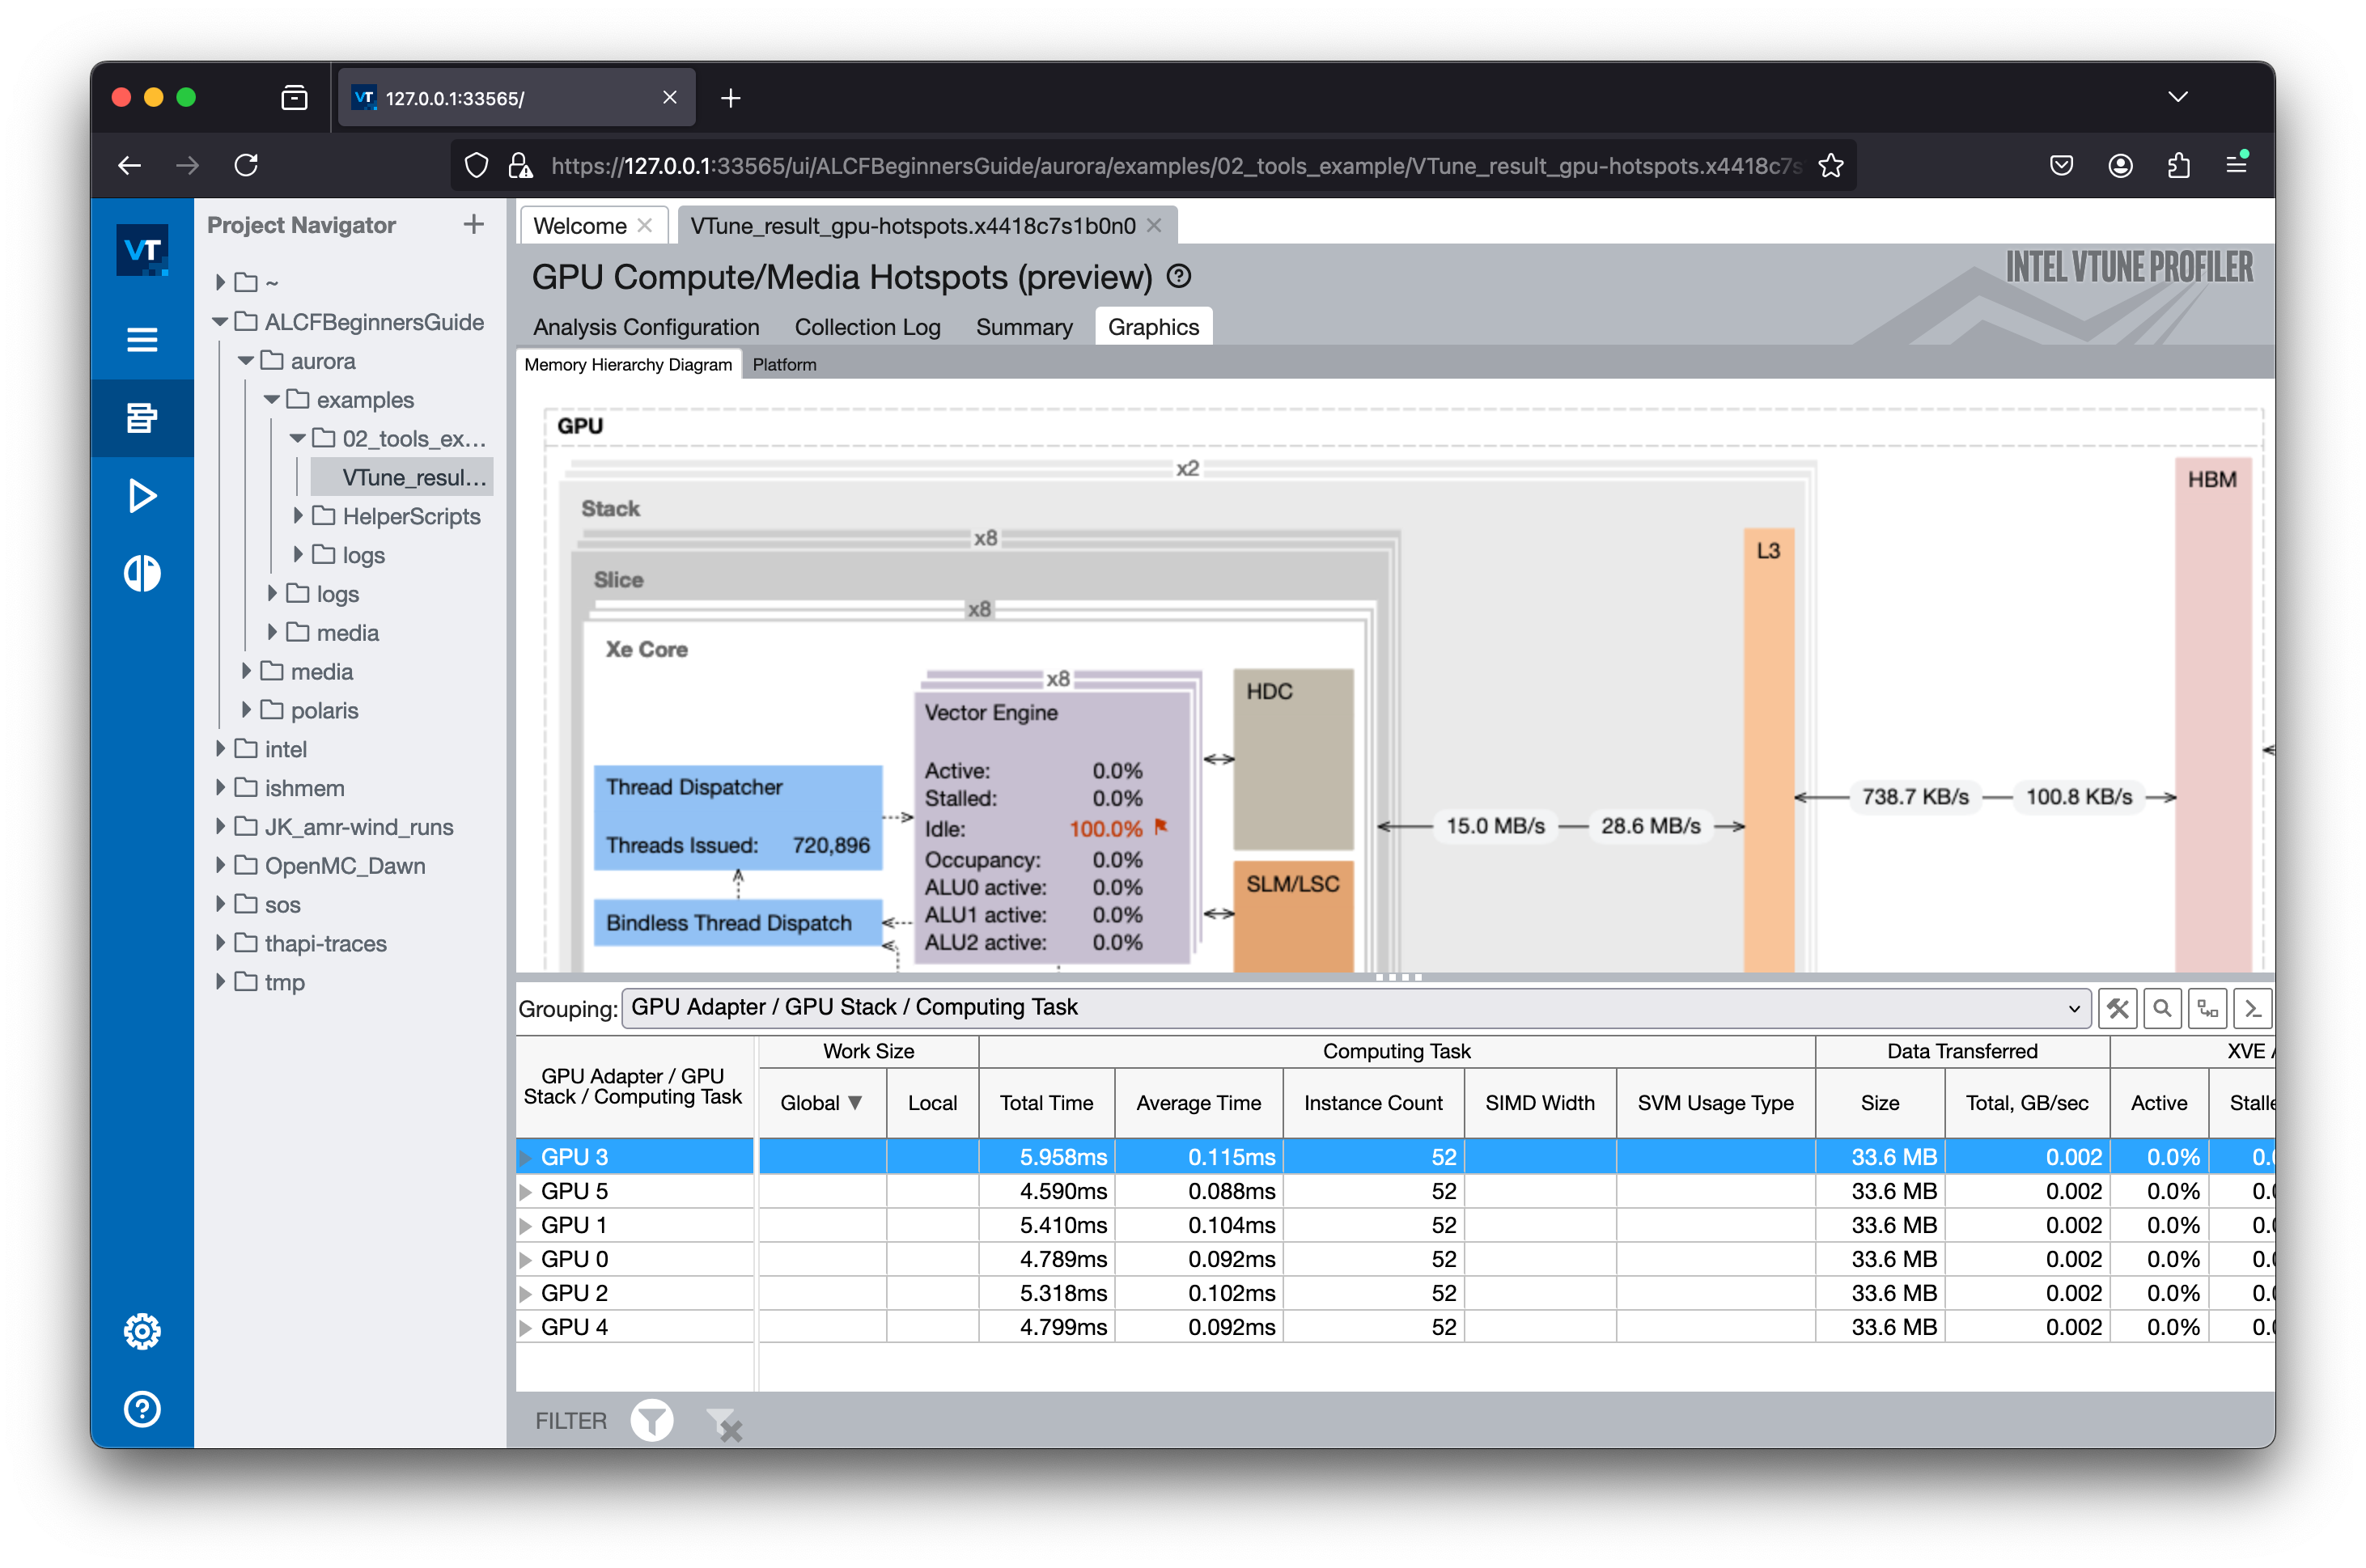 VT 127.0.0.1:33565/
https://127.0.0.1:33565/ui/ALCFBeginnersGuide/aurora/examples/02_tools_example/VTune_result_gpu-hotspots.x4418c7s
VT
Project Navigator
~
ALCFBeginnersGuide
aurora
examples
02_tools_ex...
VTune_resul...
HelperScripts
logs
logs
media
media
polaris
intel
ishmem
JK_amr-wind_runs
OpenMC_Dawn
sos
thapi-traces
tmp
Welcome
VTune_result_gpu-hotspots.x4418c7s1b0n0
GPU Compute/Media Hotspots (preview)
INTEL VTUNE PROFILER
Analysis Configuration Collection Log Summary Graphics
Memory Hierarchy Diagram Platform
GPU
x2
Stack
x8
Slice
x8
Xe Core
x8
Vector Engine
Active: 0.0%
Stalled: 0.0%
Idle: 100.0%
Occupancy: 0.0%
ALU0 active: 0.0%
ALU1 active: 0.0%
ALU2 active: 0.0%
Thread Dispatcher
Threads Issued: 720,896
Bindless Thread Dispatch
HDC
SLM/LSC
15.0 MB/s 28.6 MB/s
L3
738.7 KB/s 100.8 KB/s
HBM
Grouping: GPU Adapter / GPU Stack / Computing Task
GPU Adapter / GPU Stack / Computing Task
Work Size Computing Task Data Transferred XVE
Global Local Total Time Average Time Instance Count SIMD Width SVM Usage Type Size Total, GB/sec Active Stalle
GPU 3 5.958ms 0.115ms 52 33.6 MB 0.002 0.0% 0.
GPU 5 4.590ms 0.088ms 52 33.6 MB 0.002 0.0% 0.
GPU 1 5.410ms 0.104ms 52 33.6 MB 0.002 0.0% 0.
GPU 0 4.789ms 0.092ms 52 33.6 MB 0.002 0.0% 0.
GPU 2 5.318ms 0.102ms 52 33.6 MB 0.002 0.0% 0.
GPU 4 4.799ms 0.092ms 52 33.6 MB 0.002 0.0% 0.
FILTER